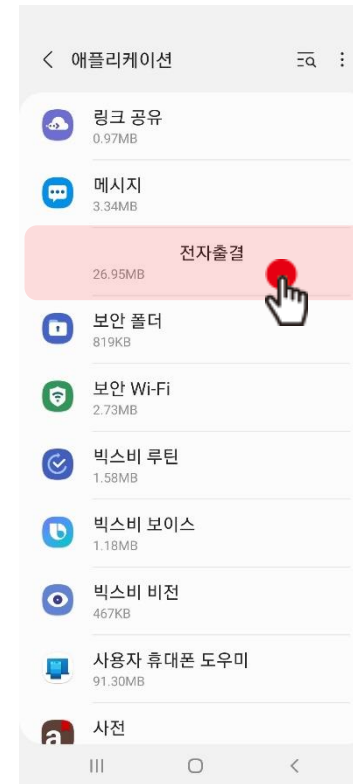 애플리케이션
링크 공유
0.97MB
메시지
3.34MB
전자출결
26.95MB
보안 폴더
819KB
보안 Wi-Fi
2.73MB
빅스비 루틴
1.58MB
빅스비 보이스
1.18MB
빅스비 비전
467KB
사용자 휴대폰 도우미
91.30MB
사전